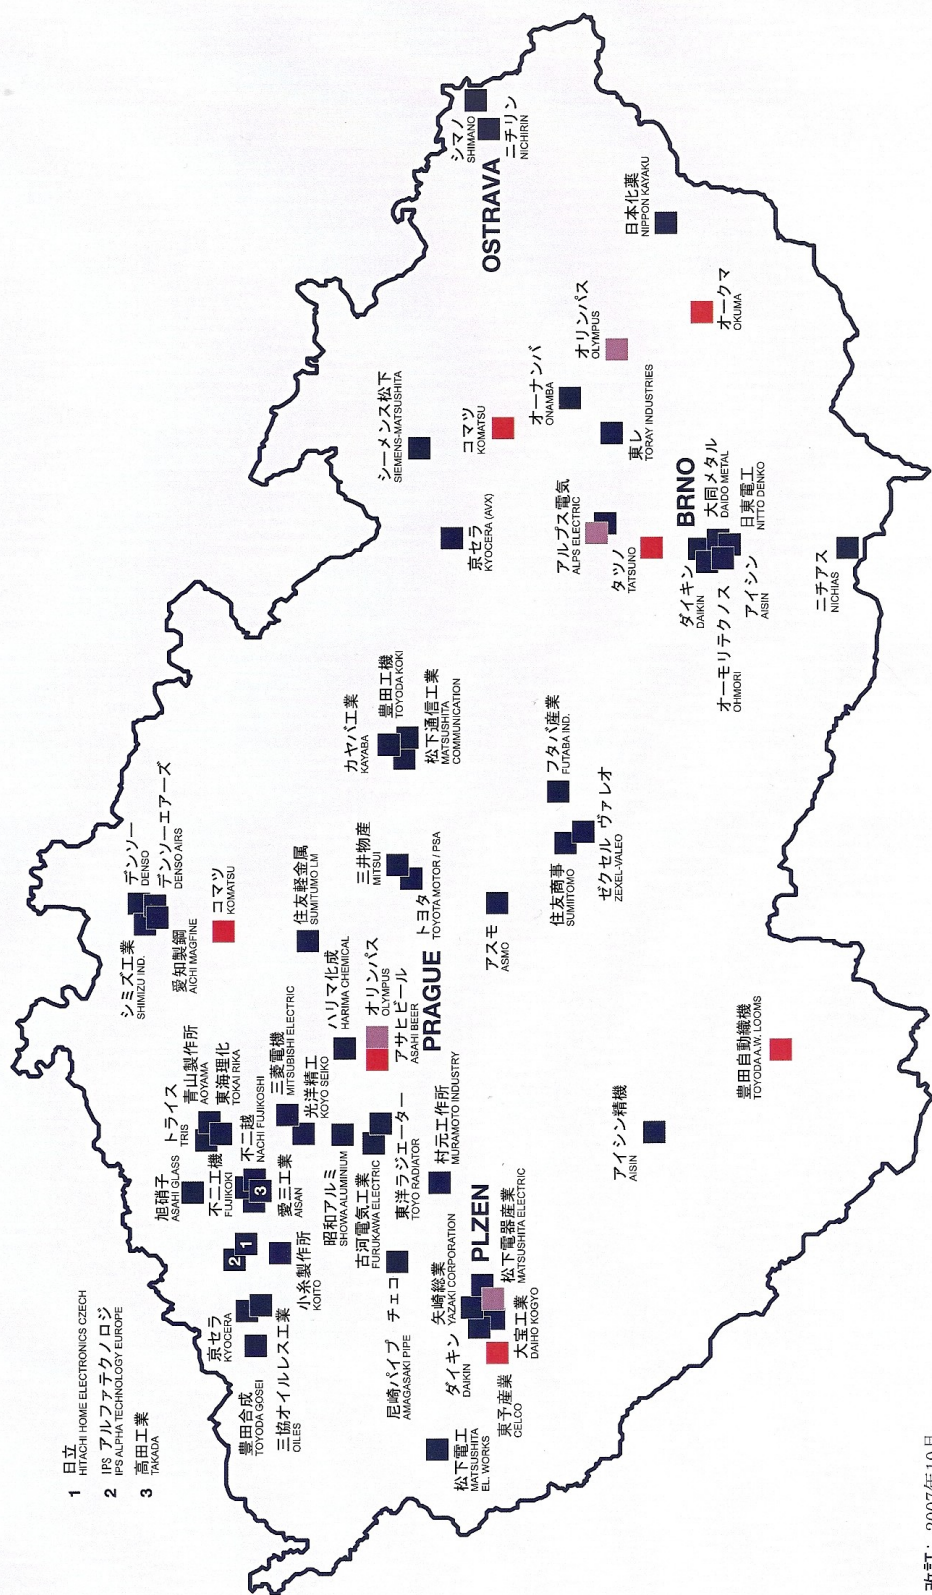 1 日立
HITACHI HOME ELECTRONICS CZECH
2 IPS アルファテクノロジ
IPS ALPHA TECHNOLOGY EUROPE
3 高田工業
TAKADA
シミズ工業
SHIMIZU IND.
デンソー
DENSO
デンソーエアーズ
DENSO AIRS
愛知製鋼
AICHI MAGFINE
コマツ
KOMATSU
旭硝子
ASAHI GLASS
トライス
TRIS
青山製作所
AOYAMA
東海理化
TOKAI RIKA
不二工機
FUJIKOKI
不二越
NACHI FUJIKOSHI
3
愛三工業
AISAN
三菱電機
MITSUBISHI ELECTRIC
光洋精工
KOYO SEIKO
住友軽金属
SUMITUMO LM
ハリマ化成
HARIMA CHEMICAL
2
1
京セラ
KYOCERA
小糸製作所
KOITO
豊田合成
TOYODA GOSEI
三協オイルレス工業
OILES
昭和アルミ
SHOWA ALUMINIUM
古河電気工業
FURUKAWA ELECTRIC
東洋ラジエーター
TOYO RADIATOR
オリンパス
OLYMPUS
アサヒビール
ASAHI BEER
PRAGUE
三井物産
MITSUI
トヨタ
TOYOTA MOTOR / PSA
カヤバ工業
KAYABA
豊田工機
TOYODA KOKI
松下通信工業
MATSUSHITA
COMMUNICATION
尼崎パイプ チェコ
AMAGASAKI PIPE
村元工作所
MURAMOTO INDUSTRY
松下電工
MATSUSHITA
EL. WORKS
ダイキン
DAIKIN
矢崎総業
YAZAKI CORPORATION
PLZEN
松下電器産業
MATSUSHITA ELECTRIC
大宝工業
DAIHO KOGYO
東予産業
CELCO
アスモ
ASMO
住友商事
SUMIITOMO
フタバ産業
FUTABA IND.
ゼクセル ヴァレオ
ZEXEL-VALEO
アイシン精機
AISIN
豊田自動織機
TOYODA A.W. LOOMS
シーメンス松下
SIEMENS-MATSUSHITA
京セラ
KYOCERA (AVX)
コマツ
KOMATSU
オーナンバ
ONAMBA
オリンパス
OLYMPUS
東レ
TORAY INDUSTRIES
アルプス電気
ALPS ELECTRIC
タツノ
TATSUNO
BRNO
ダイキン
DAIKIN
大同メタル
DAIDO METAL
日東電工
NITTO DENKO
オーモリテクノス
OHMORI
アイシン
AISIN
ニチアス
NICHIAS
シマノ
SHIMANO
ニチリン
NICHIRIN
OSTRAVA
日本化薬
NIPPON KAYAKU
オークマ
OKUMA
改訂: 2007年10月